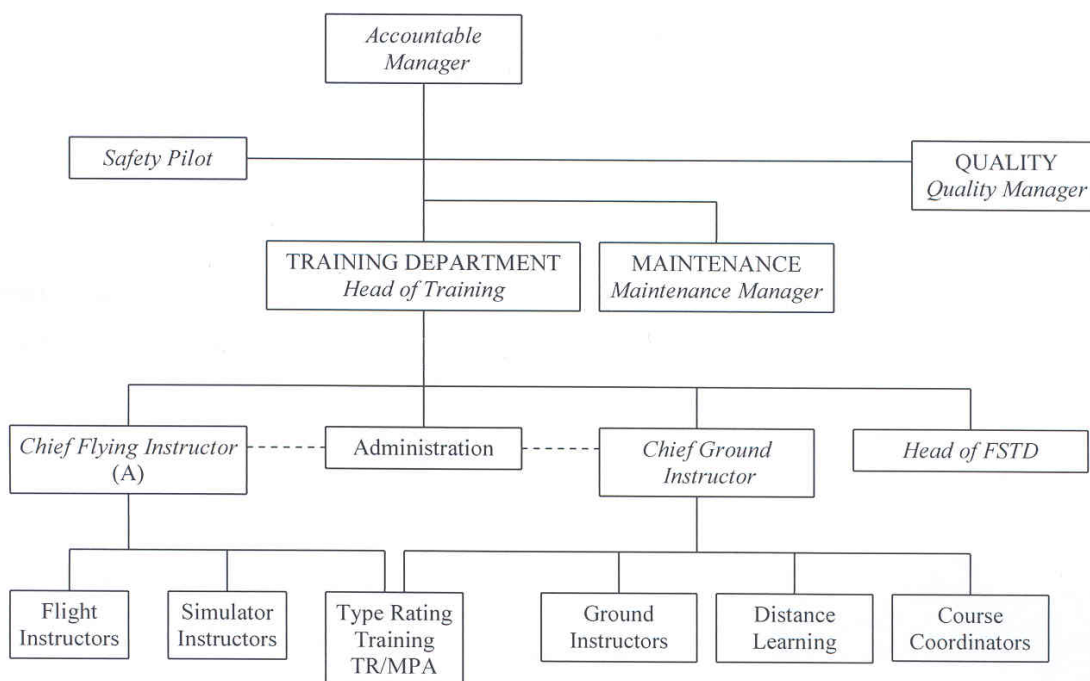 Accountable
Manager
Safety Pilot
QUALITY
Quality Manager
TRAINING DEPARTMENT
Head of Training
MAINTENANCE
Maintenance Manager
Chief Flying Instructor
(A)
Administration
Chief Ground
Instructor
Head of FSTD
Flight
Instructors
Simulator
Instructors
Type Rating
Training
TR/MPA
Ground
Instructors
Distance
Learning
Course
Coordinators